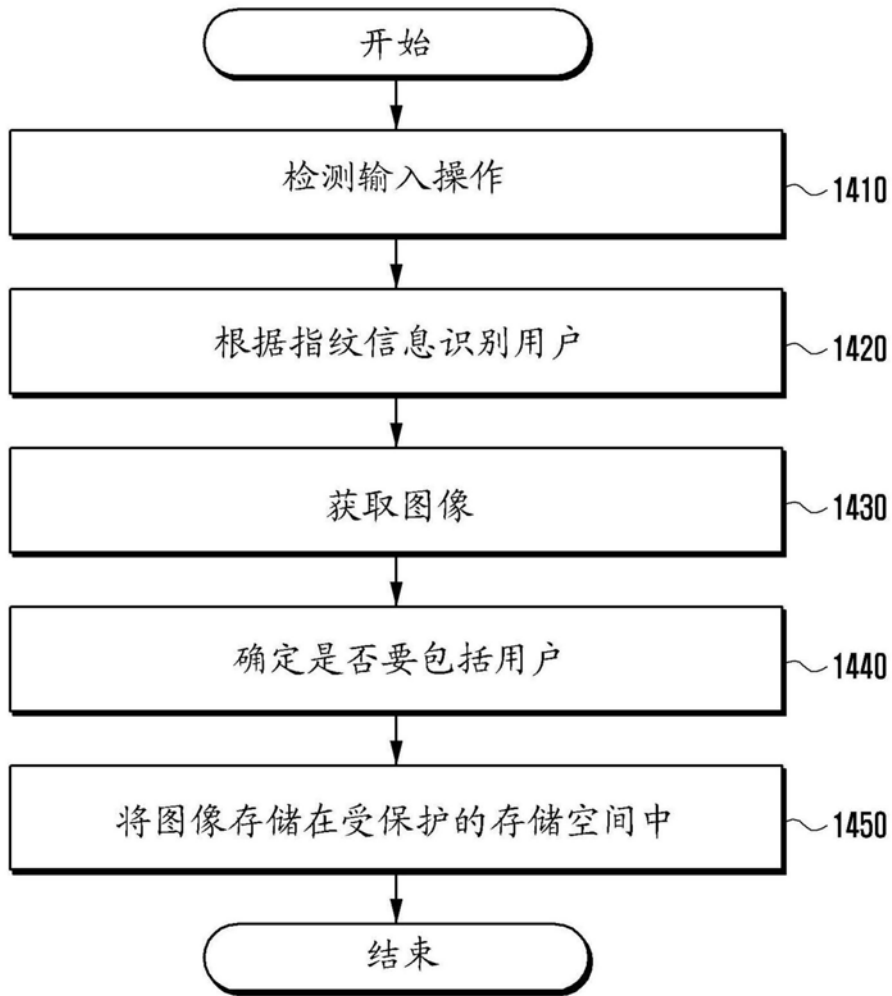 开始
检测输入操作
1410
根据指纹信息识别用户
1420
获取图像
1430
确定是否要包括用户
1440
将图像存储在受保护的存储空间中
1450
结束